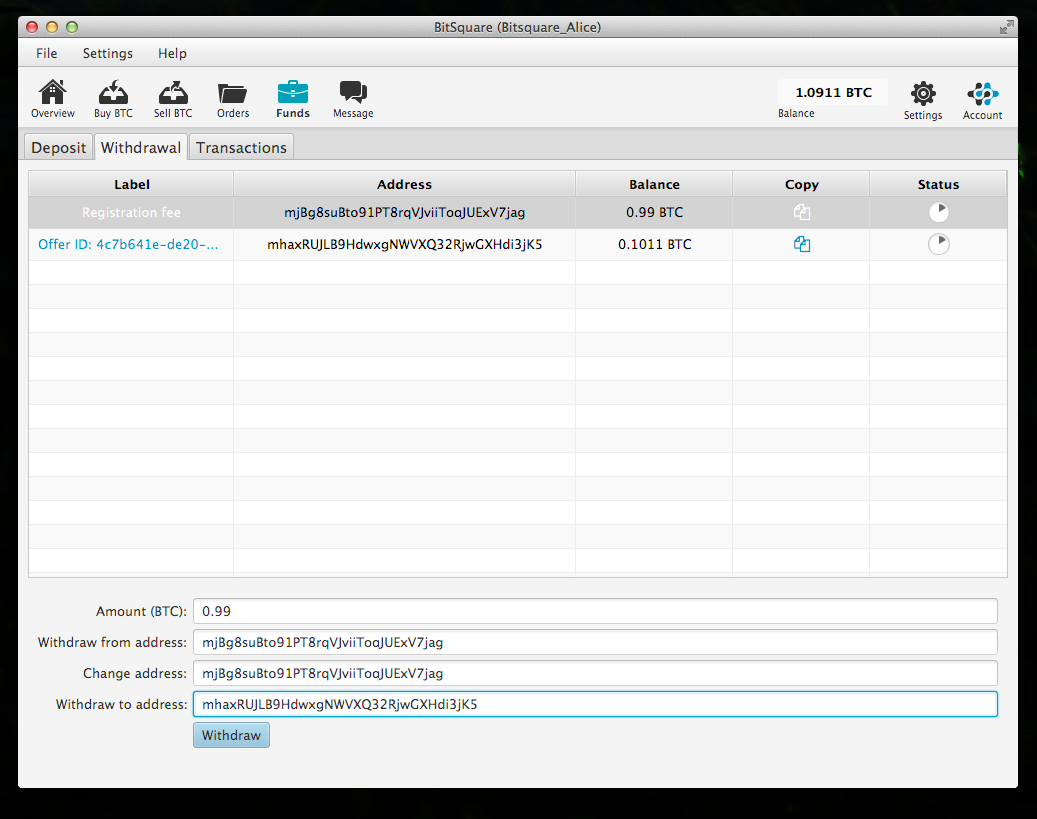 BitSquare (Bitsquare_Alice)
File Settings Help
Overview Buy BTC Sell BTC Orders Funds Message 1.0911 BTC Balance Settings Account
Deposit Withdrawal Transactions
Label Address Balance Copy Status
Registration fee mjBg8suBto91PT8rqVJviiToqJUExV7jag 0.99 BTC
Offer ID: 4c7b641e-de20-... mhaxRUJLB9HdwxgNWVXQ32RjwGXHdi3jK5 0.1011 BTC
Amount (BTC): 0.99
Withdraw from address: mjBg8suBto91PT8rqVJviiToqJUExV7jag
Change address: mjBg8suBto91PT8rqVJviiToqJUExV7jag
Withdraw to address: mhaxRUJLB9HdwxgNWVXQ32RjwGXHdi3jK5
Withdraw